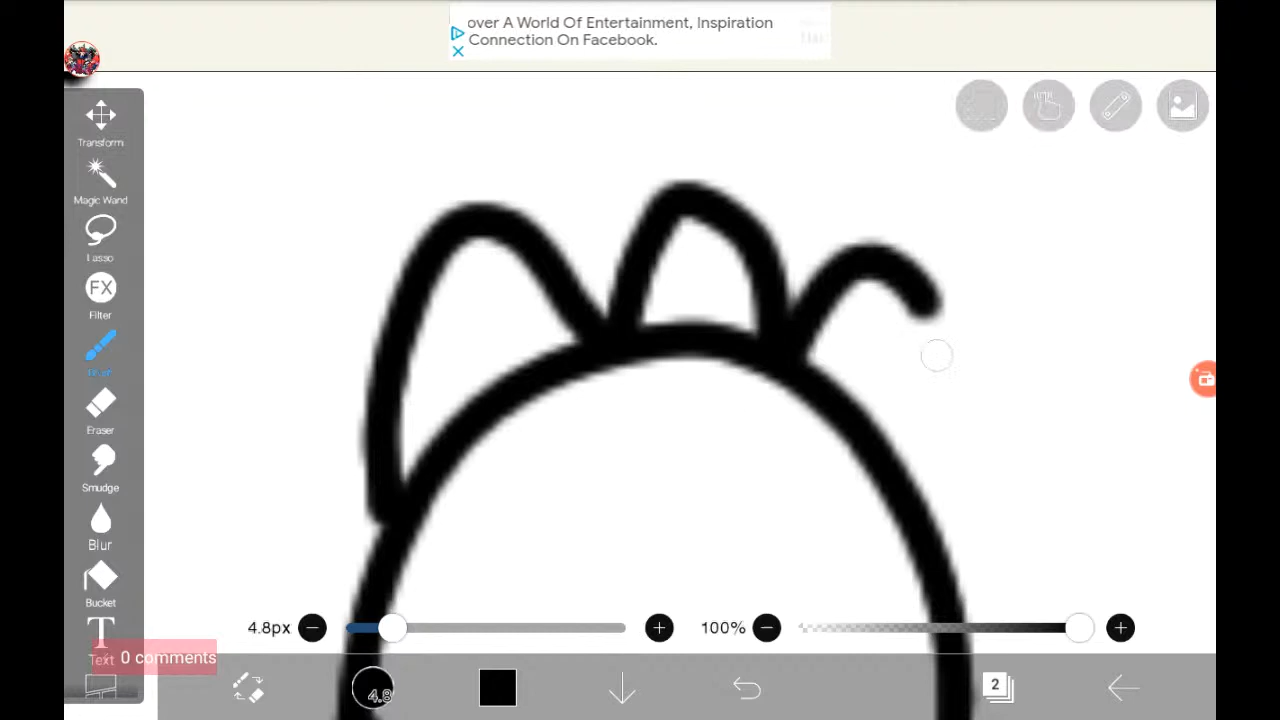 over A World Of Entertainment, Inspiration
Connection On Facebook.
Transform
Magic Wand
Lasso
FX
Filter
Eraser
Smudge
Blur
Bucket
T
Text
0 comments
4.8px
100%
4.8
2